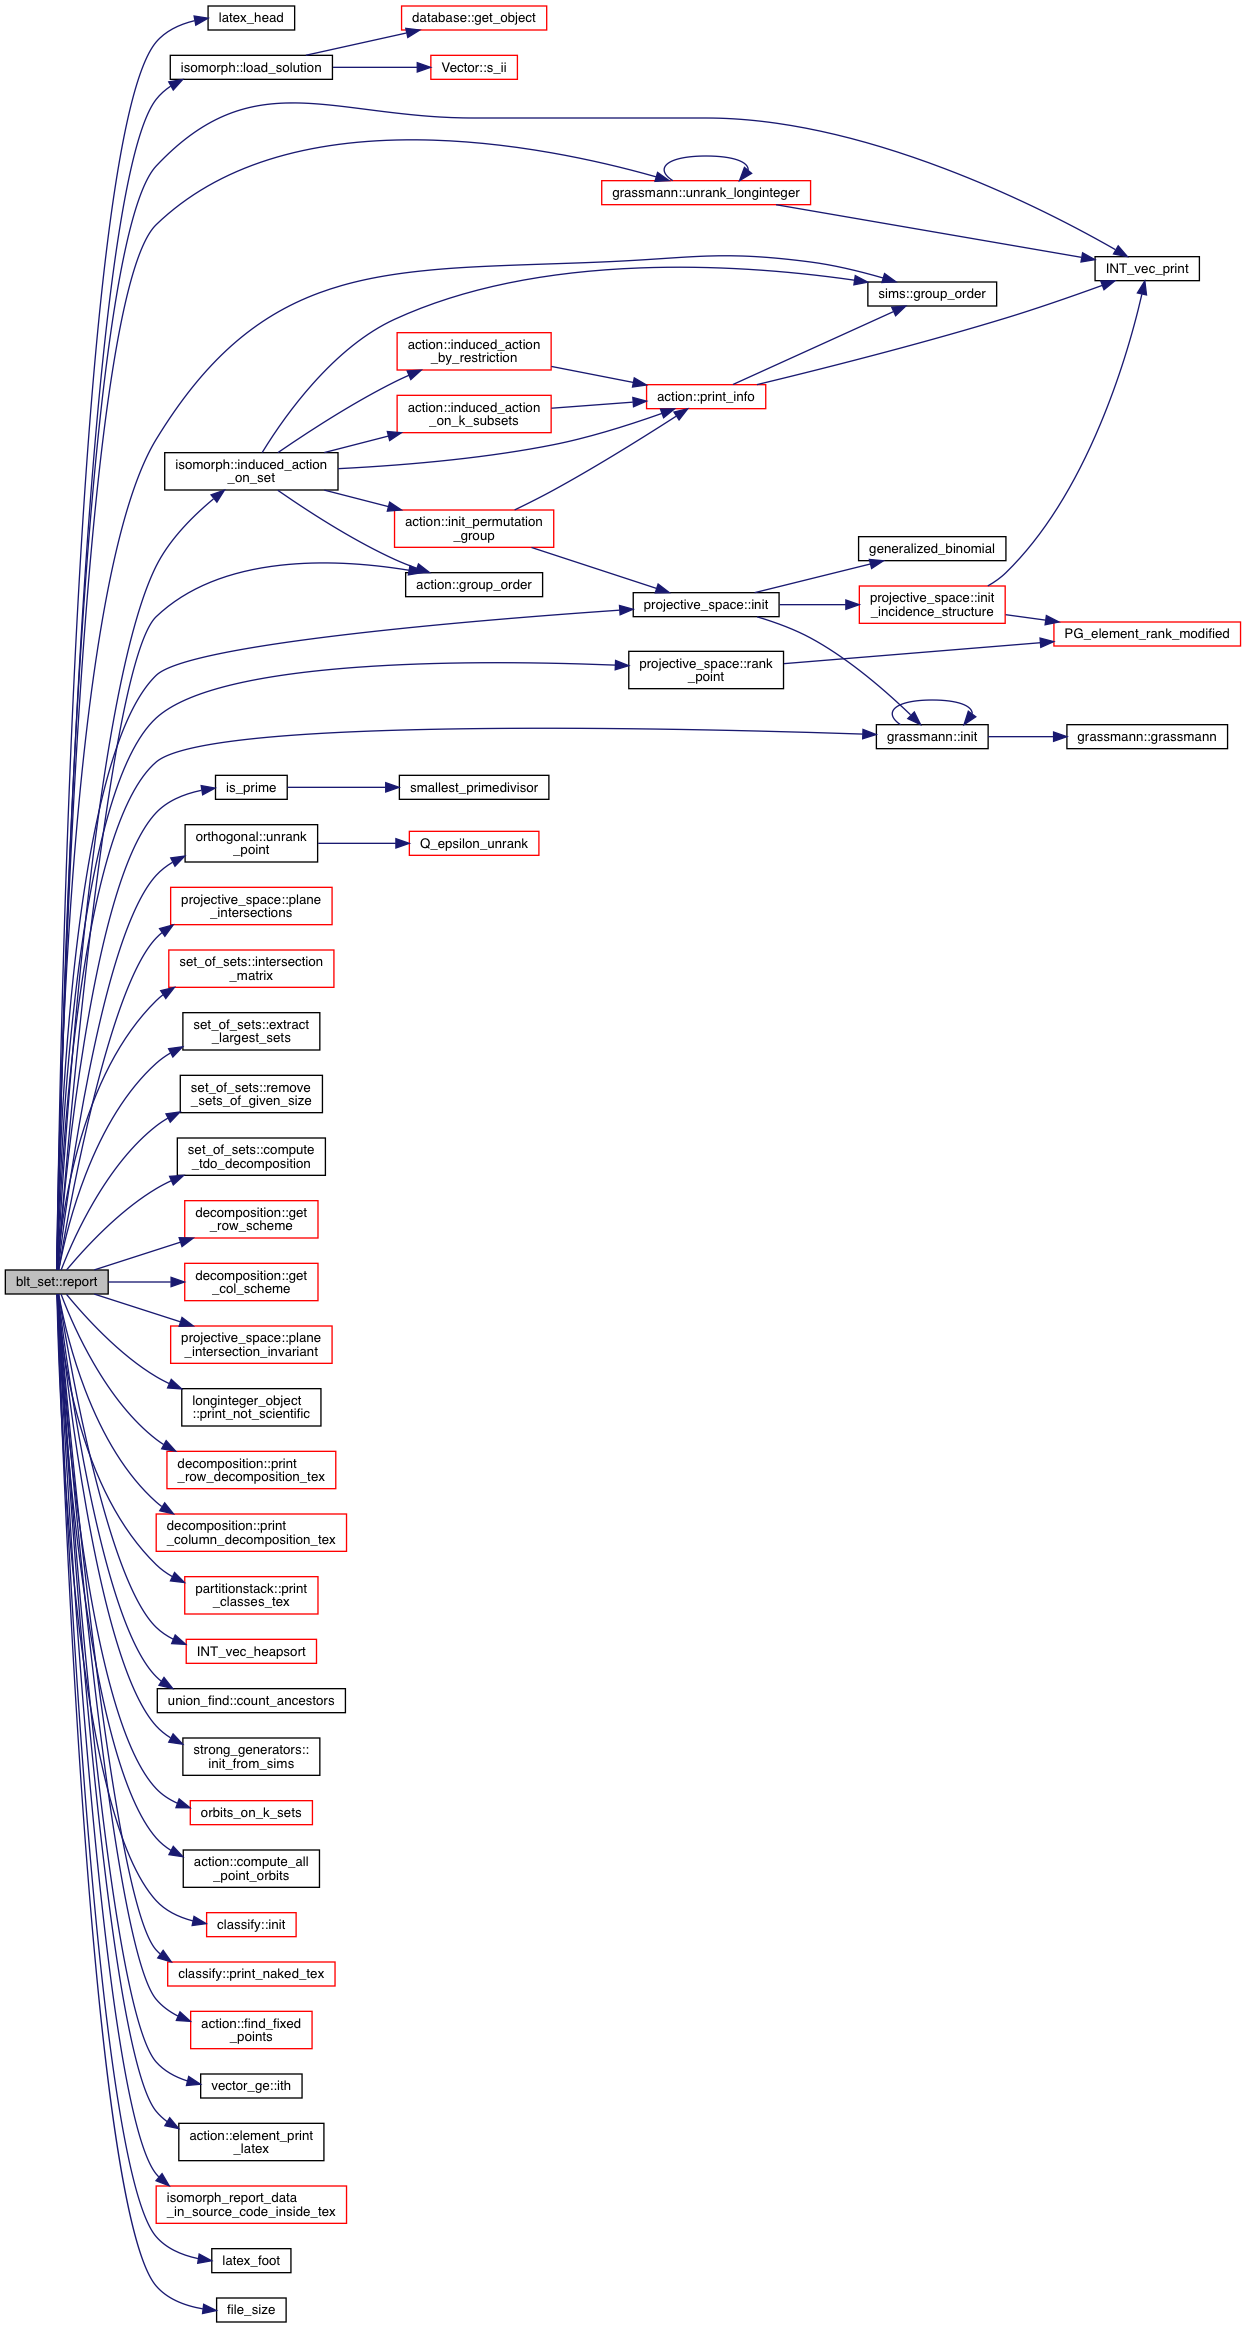 latex_head
database::get_object
isomorph::load_solution
Vector::s_ii
grassmann::unrank_longinteger
INT_vec_print
sims::group_order
action::induced_action
_by_restriction
action::print_info
action::induced_action
_on_k_subsets
isomorph::induced_action
_on_set
action::init_permutation
_group
generalized_binomial
action::group_order
projective_space::init
projective_space::init
_incidence_structure
PG_element_rank_modified
projective_space::rank
_point
grassmann::init
grassmann::grassmann
is_prime
smallest_primedivisor
orthogonal::unrank
_point
Q_epsilon_unrank
projective_space::plane
_intersections
set_of_sets::intersection
_matrix
set_of_sets::extract
_largest_sets
set_of_sets::remove
_sets_of_given_size
set_of_sets::compute
_tdo_decomposition
decomposition::get
_row_scheme
blt_set::report
decomposition::get
_col_scheme
projective_space::plane
_intersection_invariant
longinteger_object
::print_not_scientific
decomposition::print
_row_decomposition_tex
decomposition::print
_column_decomposition_tex
partitionstack::print
_classes_tex
INT_vec_heapsort
union_find::count_ancestors
strong_generators::
init_from_sims
orbits_on_k_sets
action::compute_all
_point_orbits
classify::init
classify::print_naked_tex
action::find_fixed
_points
vector_ge::ith
action::element_print
_latex
isomorph_report_data
_in_source_code_inside_tex
latex_foot
file_size